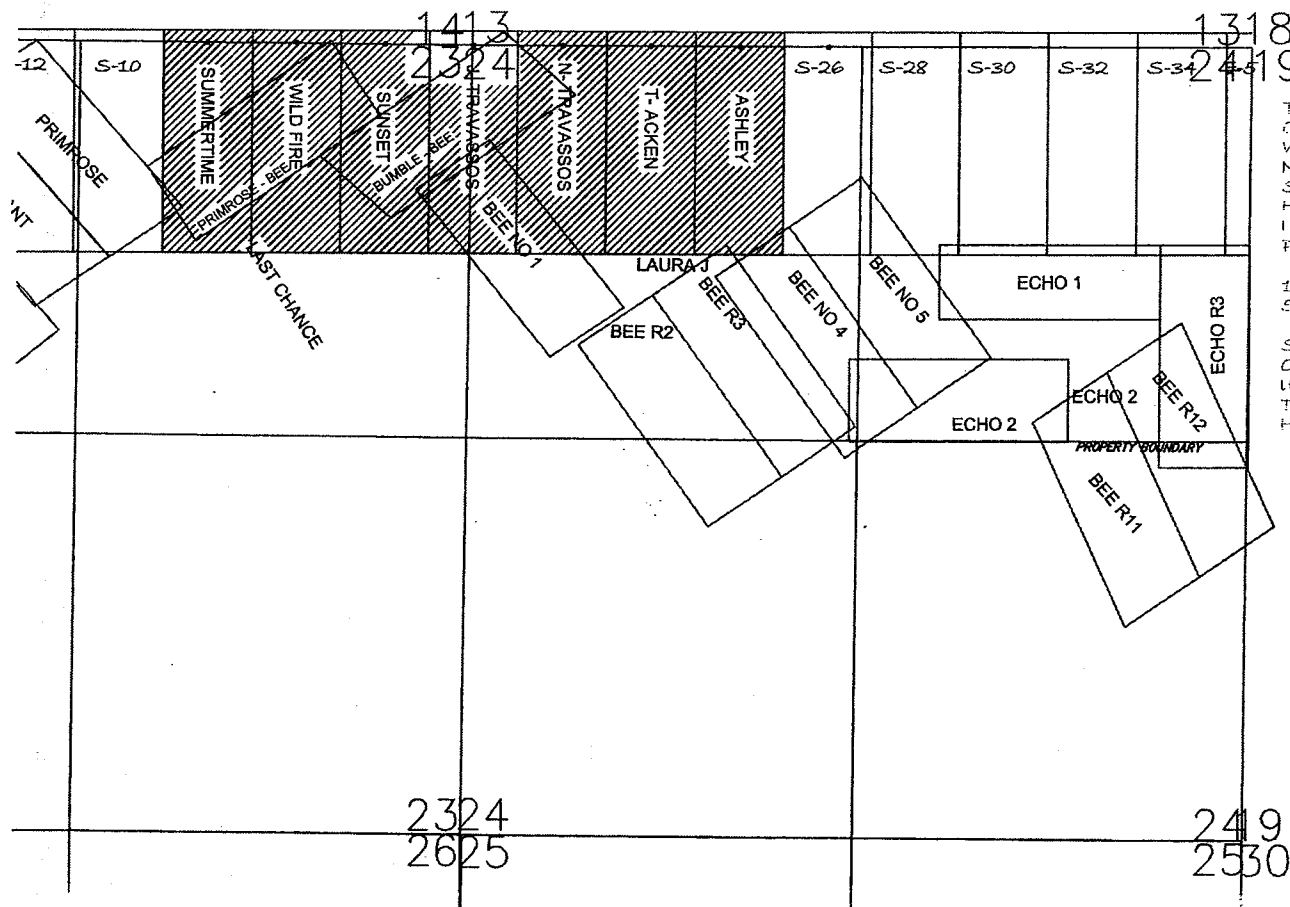 1413
2324
1318
2419
-12
S-10
SUMMERTIME
WILD FIRE
SUNSET
TRAVASSOS
N-TRAVASSOS
T- ACKEN
ASHLEY
S-26
S-28
S-30
S-32
S-34
PRIMROSE
PRIMROSE - BEE
BUMBLE - BEE
BEE NO 1
LAST CHANCE
LAURA J
BEE R2
BEE R3
BEE NO 4
BEE NO 5
ECHO 1
ECHO R3
ECHO 2
ECHO 2
BEE R12
BEE R11
PROPERTY BOUNDARY
TOWNSHIP
2324
2625
2419
2530